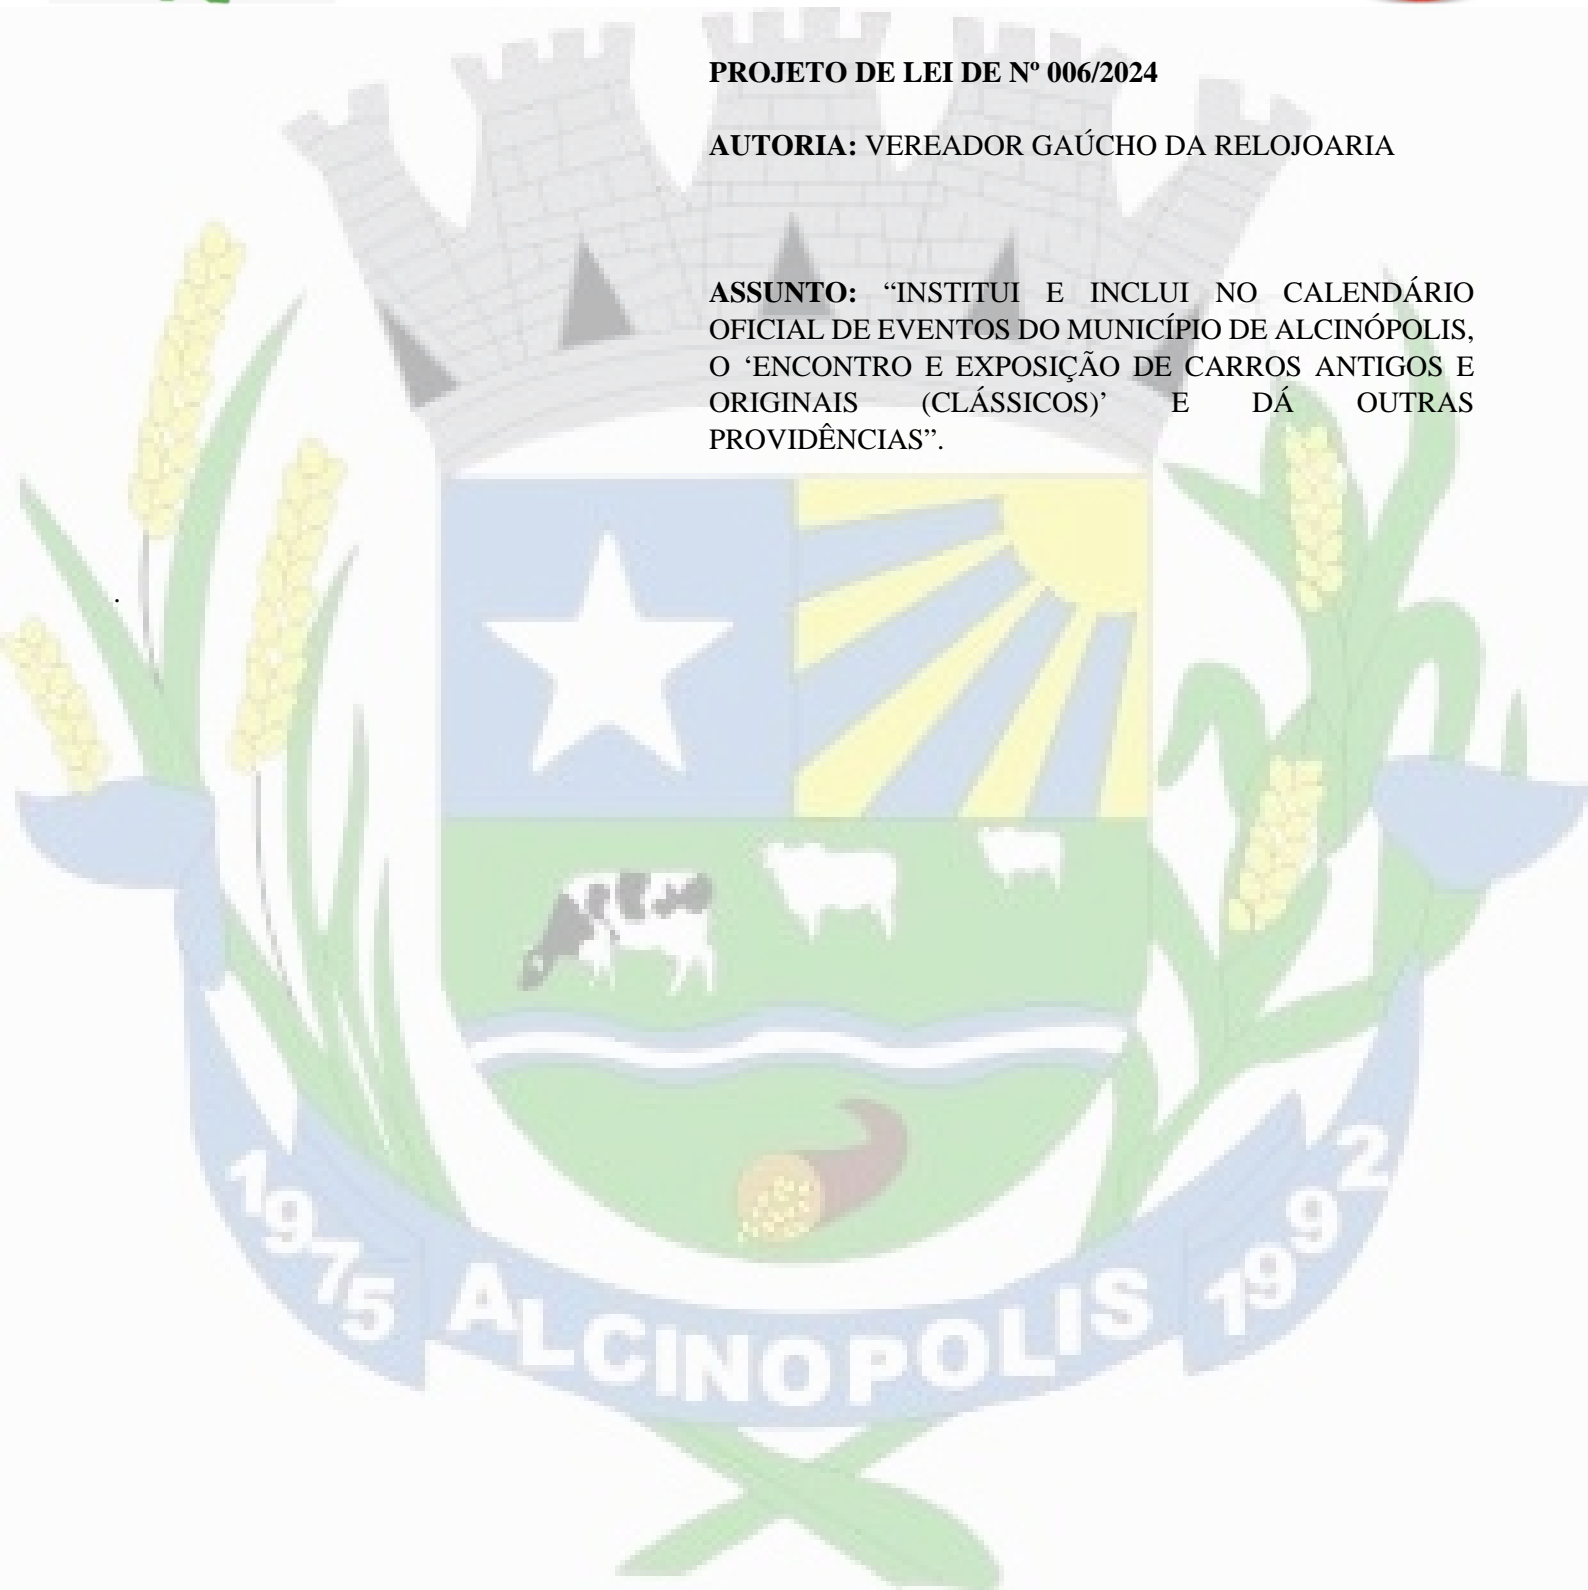 PROJETO DE LEI DE Nº 006/2024
AUTORIA: VEREADOR GAÚCHO DA RELOJOARIA
ASSUNTO: “INSTITUI E INCLUI NO CALENDÁRIO
OFICIAL DE EVENTOS DO MUNICÍPIO DE ALCINÓPOLIS,
O ‘ENCONTRO E EXPOSIÇÃO DE CARROS ANTIGOS E
ORIGINAIS (CLÁSSICOS)’ E DÁ OUTRAS
PROVIDÊNCIAS”.
.
1975 ALCINOPOLIS 1992